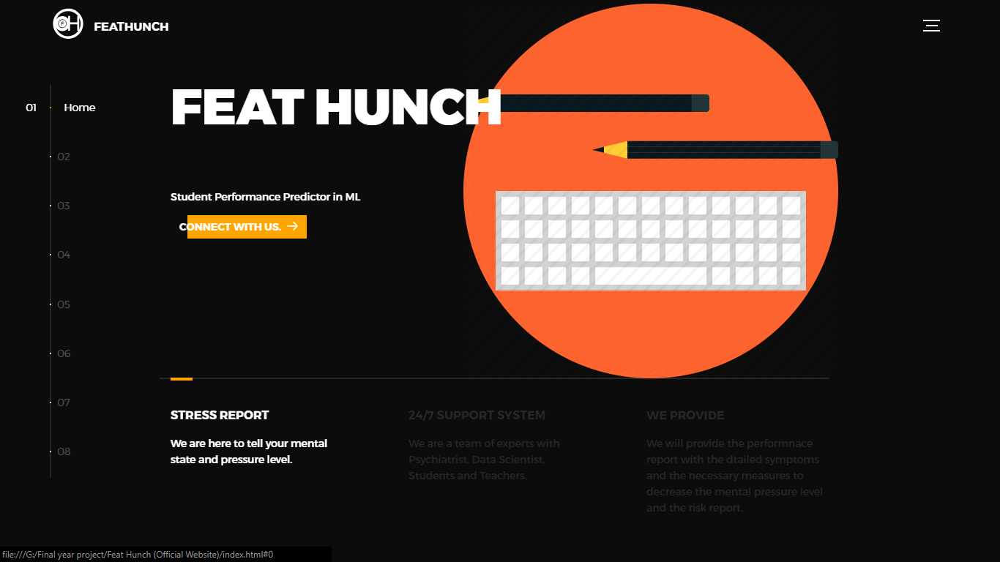 FEATHUNCH
01 Home
FEAT HUNCH
02
03
04
05
06
07
08
Student Performance Predictor in ML
CONNECT WITH US. →
STRESS REPORT
We are here to tell your mental
state and pressure level.
24/7 SUPPORT SYSTEM
We are a team of experts with
Psychiatrist, Data Scientist,
Students and Teachers.
WE PROVIDE
We will provide the performnace
report with the dtailed symptoms
and the necessary measures to
decrease the mental pressure level
and the risk report.
file:///G:/Final year project/Feat Hunch (Official Website)/index.html#0